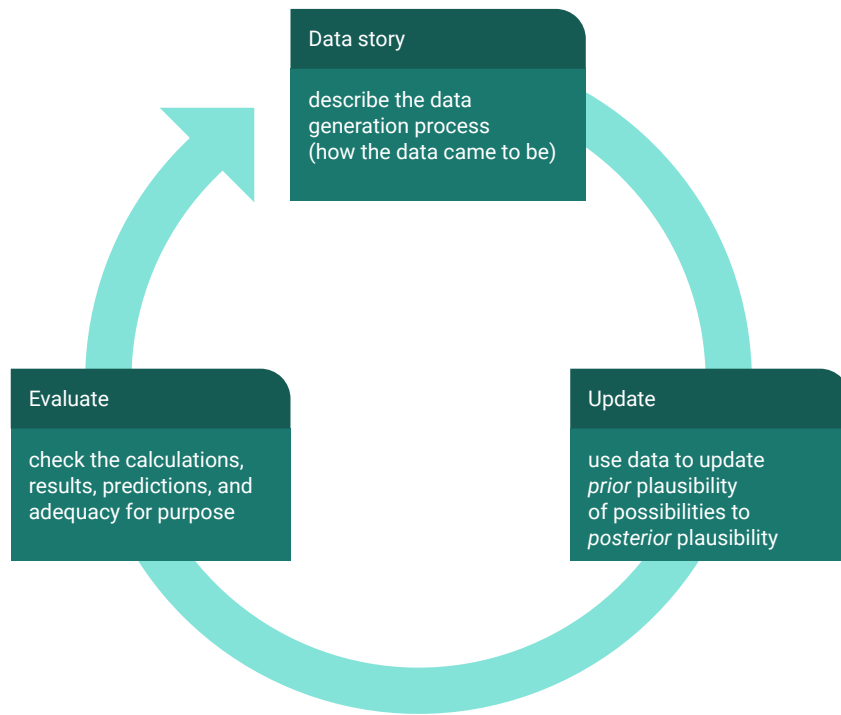 Data story
describe the data
generation process
(how the data came to be)
Evaluate
check the calculations,
results, predictions, and
adequacy for purpose
Update
use data to update
prior plausibility
of possibilities to
posterior plausibility